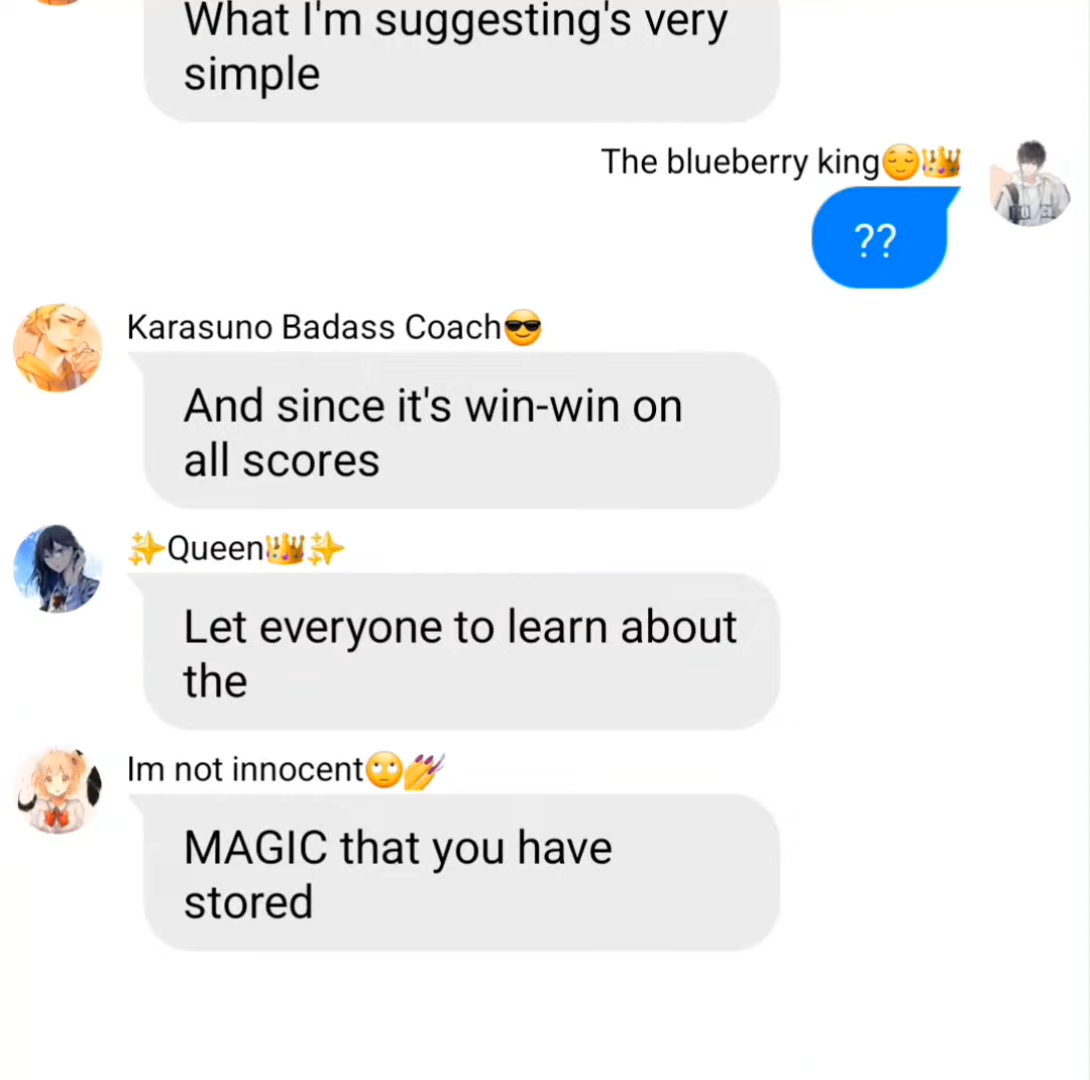 What I'm suggesting's very
simple
The blueberry king😌👑
??
Karasuno Badass Coach😎
And since it's win-win on
all scores
✨Queen👑✨
Let everyone to learn about
the
Im not innocent🙄💅
MAGIC that you have
stored